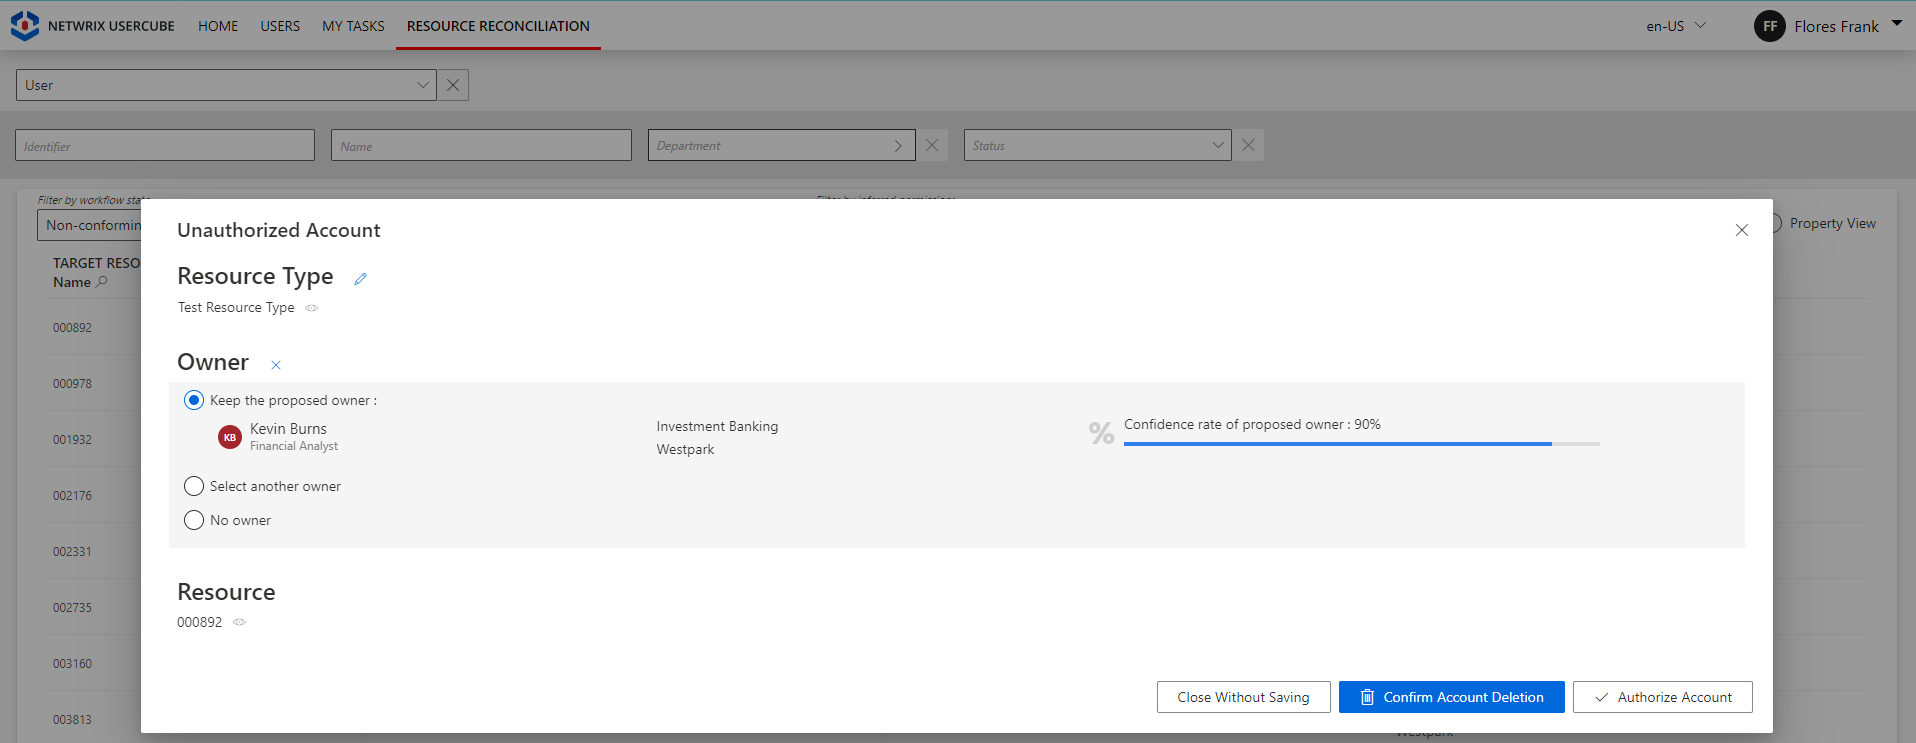 NETWRIX USERCUBE HOME USERS MY TASKS RESOURCE RECONCILIATION en-US FF Flores Frank
User
Identifier Name Department Status
Filter by workflow state
Non-conformin Property View
Unauthorized Account
TARGET RESO
Name
Resource Type
Test Resource Type
000892
Owner
000978
Keep the proposed owner :
KB Kevin Burns Investment Banking Confidence rate of proposed owner : 90%
Financial Analyst Westpark %
001932
Select another owner
002176
No owner
002331
Resource
002735
000892
003160
Close Without Saving Confirm Account Deletion Authorize Account
003813